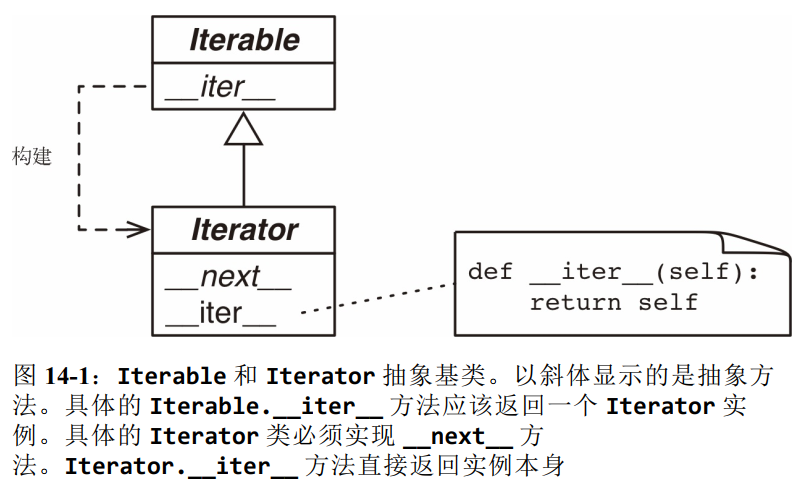 Iterable
__iter__
构建
Iterator
__next__
__iter__
def __iter__(self):
    return self
图 14-1：Iterable 和 Iterator 抽象基类。以斜体显示的是抽象方
法。具体的 Iterable.__iter__ 方法应该返回一个 Iterator 实
例。具体的 Iterator 类必须实现 __next__ 方
法。Iterator.__iter__ 方法直接返回实例本身